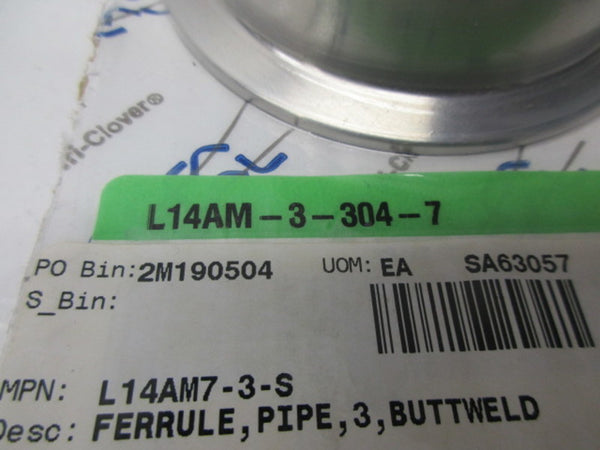 ri-Clover®
L14AM-3-304-7
PO Bin: 2M190504 UOM: EA SA63057
S_Bin:
MPN: L14AM7-3-S
Desc: FERRULE, PIPE, 3, BUTTWELD